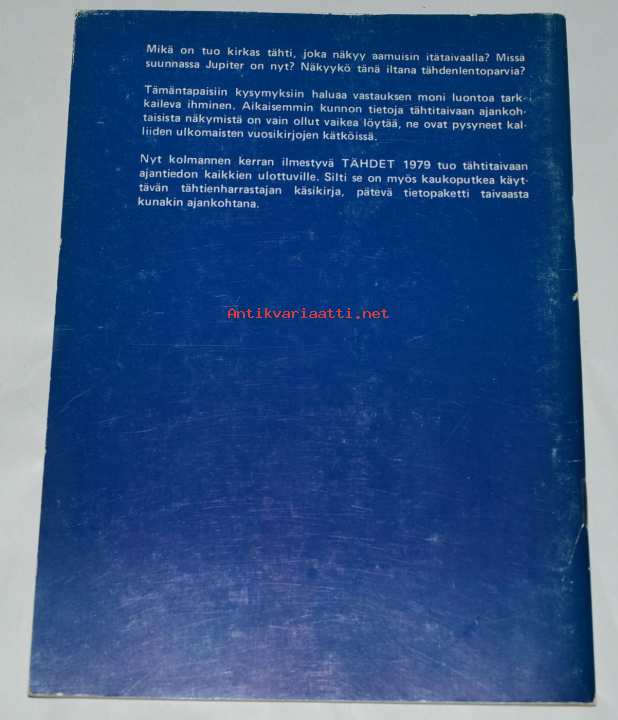 Mikä on tuo kirkas tähti, joka näkyy aamuisin itätaivaalla? Missä
suunnassa Jupiter on nyt? Näkyykö tänä iltana tähdenlentoparvia?
Tämäntapaisiin kysymyksiin haluaa vastauksen moni luontoa tark-
kaileva ihminen. Aikaisemmin kunnon tietoja tähtitaivaan ajankoh-
taisista näkymistä on vain ollut vaikea löytää, ne ovat pysyneet kal-
liiden ulkomaisten vuosikirjojen kätköissä.
Nyt kolmannen kerran ilmestyvä TÄHDET 1979 tuo tähtitaivaan
ajantiedon kaikkien ulottuville. Silti se on myös kaukoputkea käyt-
tävän tähtienharrastajan käsikirja, pätevä tietopaketti taivaasta
kunakin ajankohtana.
Antikvariaatti.net